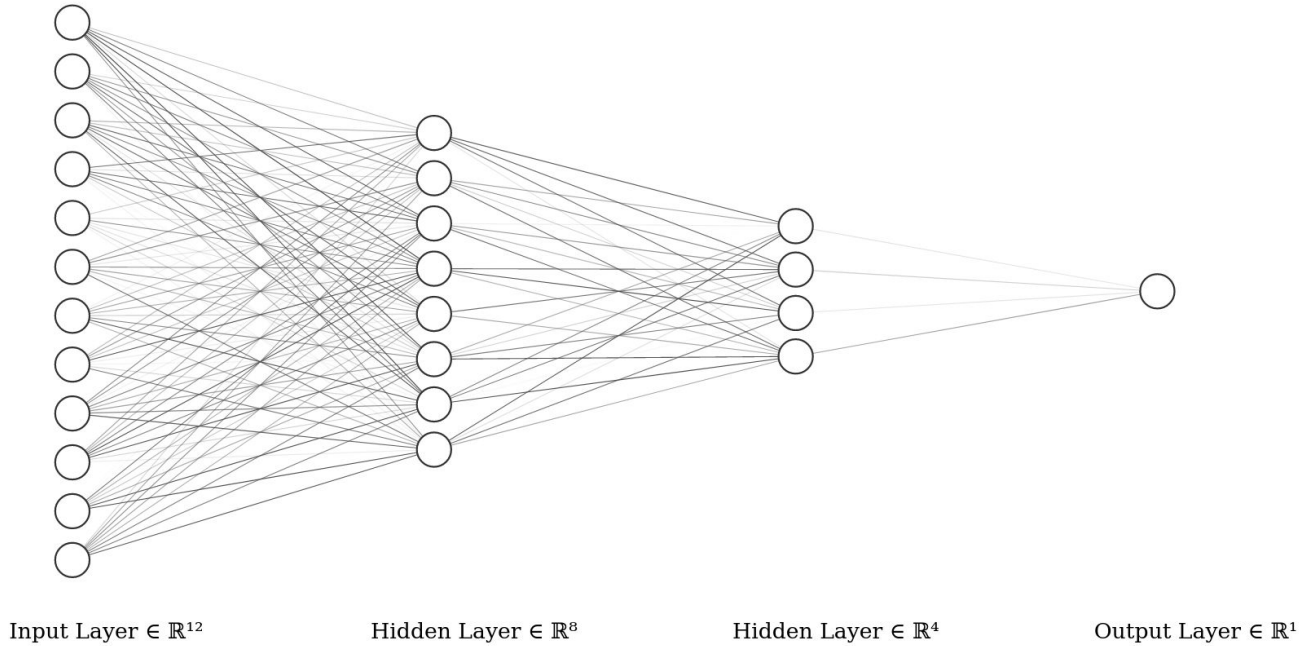 Input Layer ∈ ℝ¹²
Hidden Layer ∈ ℝ⁸
Hidden Layer ∈ ℝ⁴
Output Layer ∈ ℝ¹